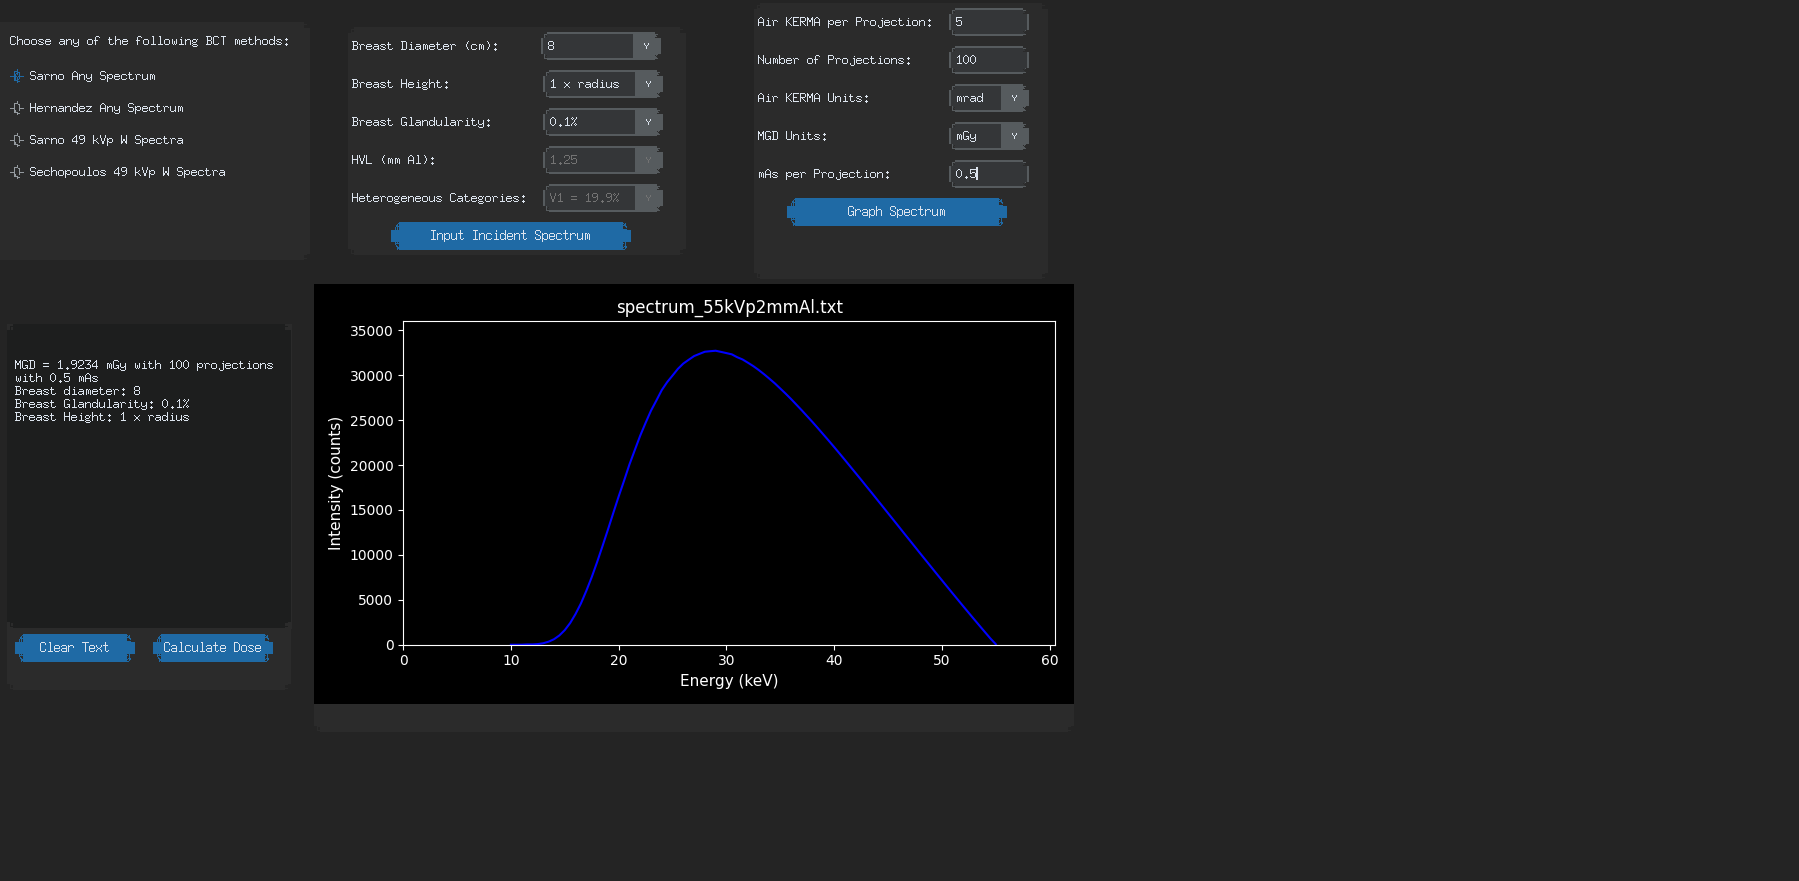 Choose any of the following BCT methods:
Sarno Any Spectrum
Hernandez Any Spectrum
Sarno 49 kVp W Spectra
Sechopoulos 49 kVp W Spectra
Breast Diameter (cm): 8
Breast Height: 1 x radius
Breast Glandularity: 0.1%
HVL (mm Al): 1.25
Heterogeneous Categories: V1 = 19.9%
Input Incident Spectrum
Air KERMA per Projection: 5
Number of Projections: 100
Air KERMA Units: mrad
MGD Units: mGy
mAs per Projection: 0.5
Graph Spectrum
MGD = 1.9234 mGy with 100 projections
with 0.5 mAs
Breast diameter: 8
Breast Glandularity: 0.1%
Breast Height: 1 x radius
Clear Text
Calculate Dose
spectrum_55kVp2mmAl.txt
Intensity (counts)
35000
30000
25000
20000
15000
10000
5000
0
0 10 20 30 40 50 60
Energy (keV)